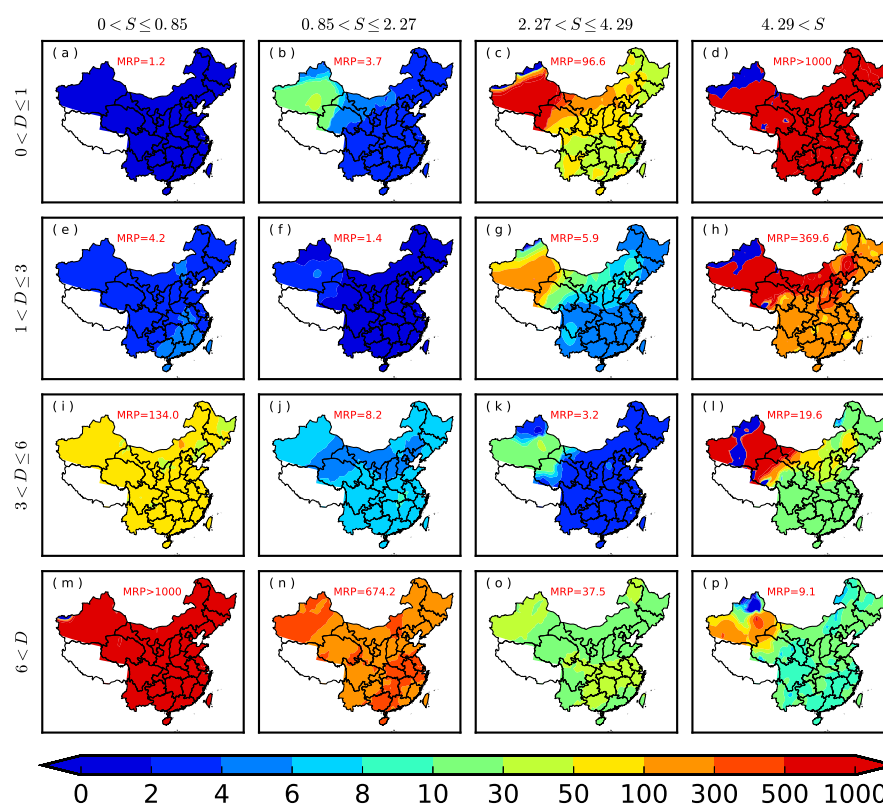 0 < S ≤ 0.85
0.85 < S ≤ 2.27
2.27 < S ≤ 4.29
4.29 < S
0 < D ≤ 1
(a) MRP=1.2
(b) MRP=3.7
(c) MRP=96.6
(d) MRP>1000
1 < D ≤ 3
(e) MRP=4.2
(f) MRP=1.4
(g) MRP=5.9
(h) MRP=369.6
3 < D ≤ 6
(i) MRP=134.0
(j) MRP=8.2
(k) MRP=3.2
(l) MRP=19.6
6 < D
(m) MRP>1000
(n) MRP=674.2
(o) MRP=37.5
(p) MRP=9.1
0 2 4 6 8 10 30 50 100 300 500 1000